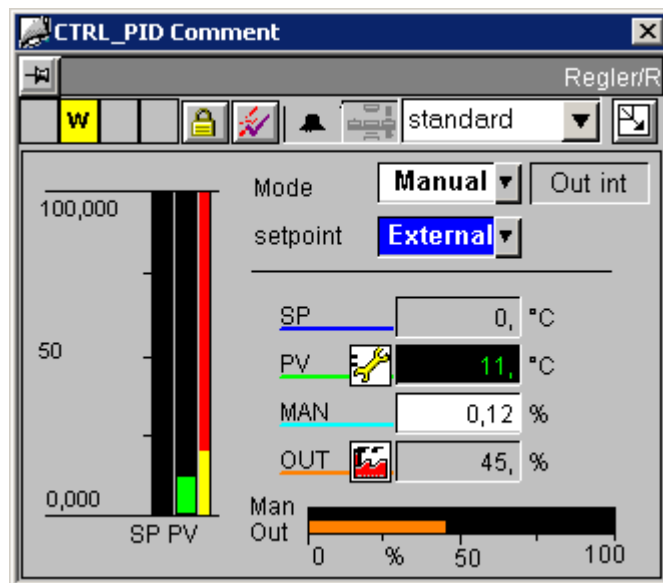 CTRL_PID Comment
Regler/R
W
standard
Mode Manual Out int
setpoint External
100,000
50
0,000
SP PV
SP 0, °C
PV 11, °C
MAN 0,12 %
OUT 45, %
Man
Out
0 % 50 100